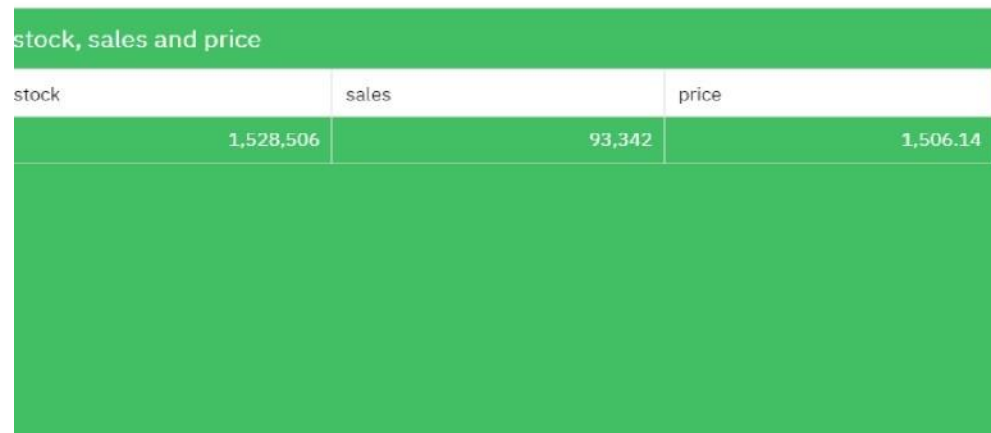 stock, sales and price
stock sales price
1,528,506 93,342 1,506.14